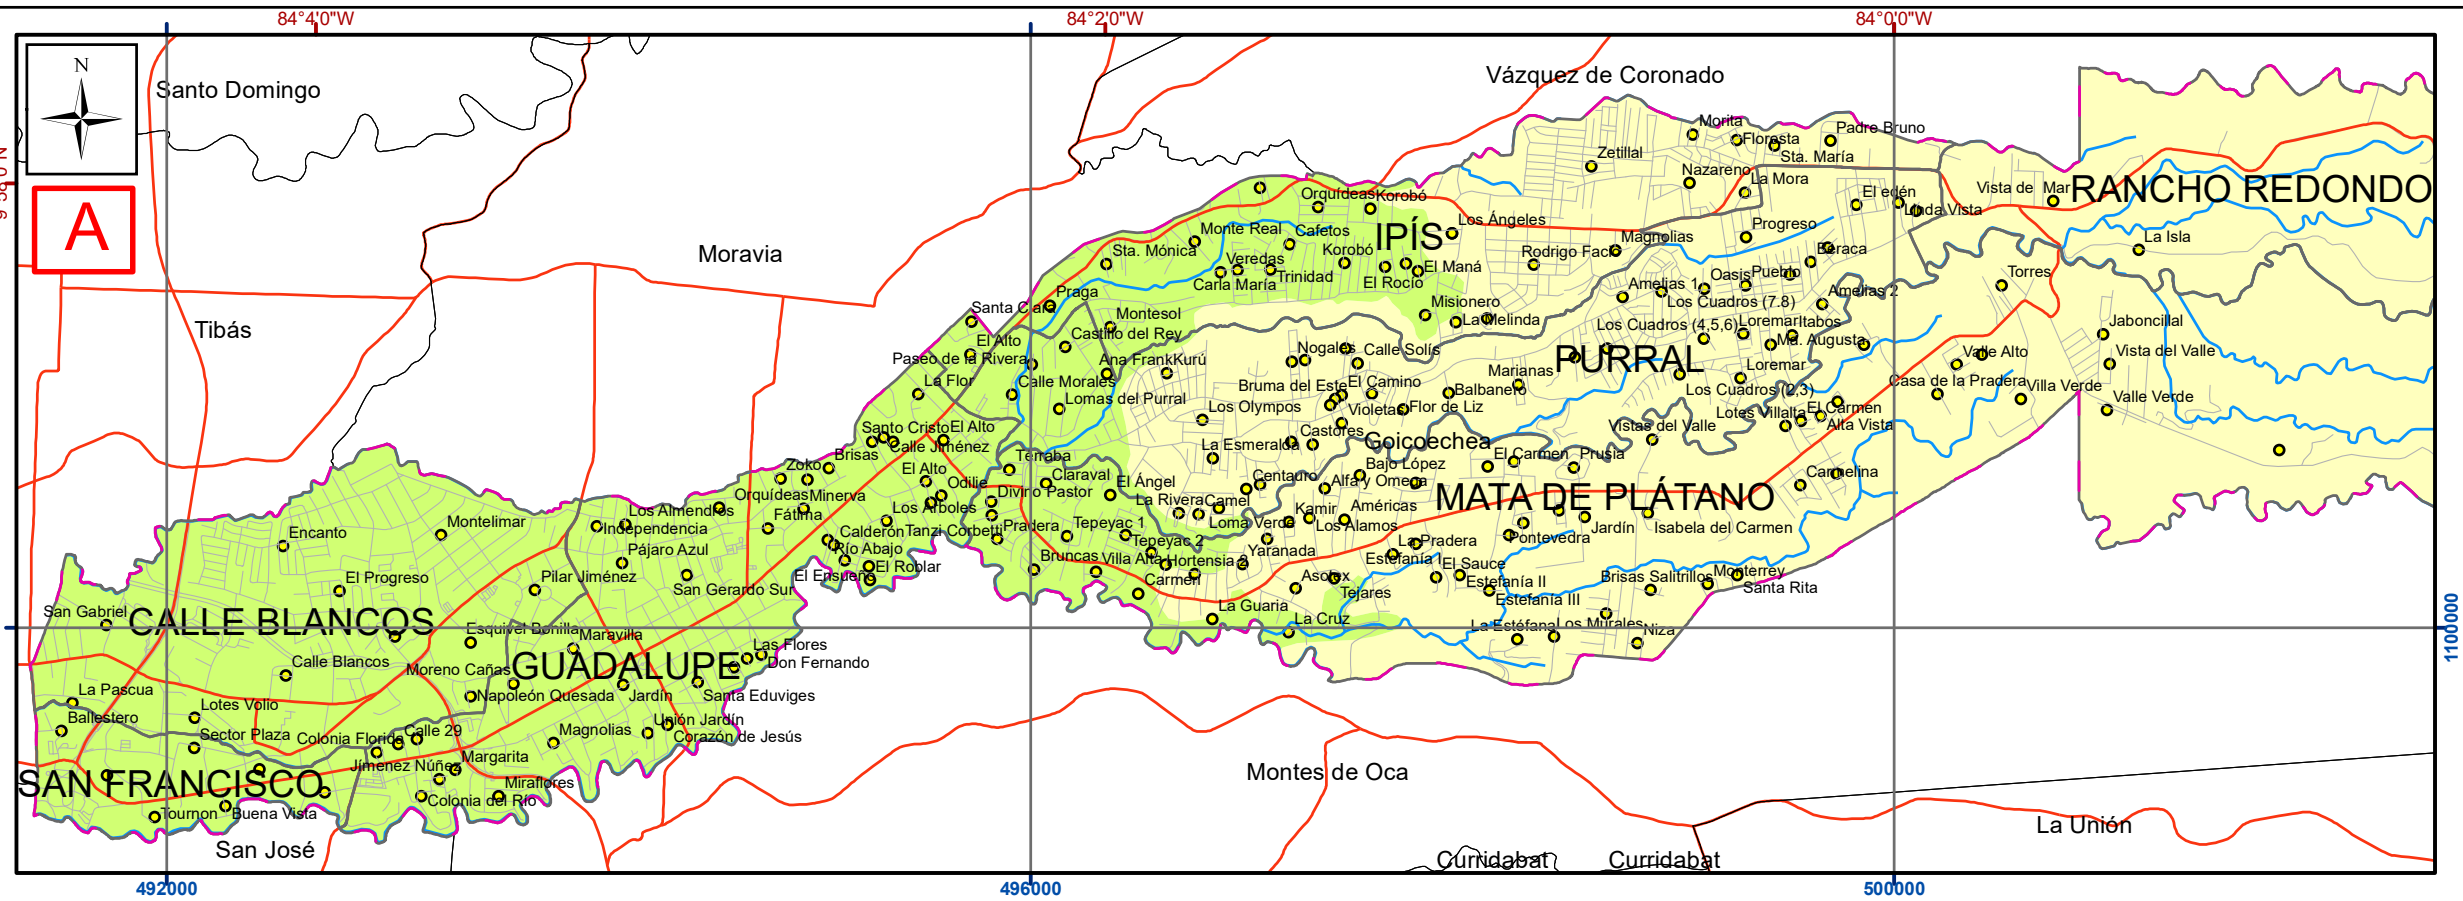 84°4'0"W
84°2'0"W
84°0'0"W
N
A
Santo Domingo
Vázquez de Coronado
Moravia
Tibás
Morita
Floresta
Padre Bruno
Sta. María
Zetillal
Nazareno
La Mora
El edén
Linda Vista
Vista de Mar
RANCHO REDONDO
Orquídeas
Korobó
Los Ángeles
IPÍS
Monte Real
Cafetos
Sta. Mónica
Veredas
Korobó
Trinidad
Carla María
El Rocío
El Maná
Rodrigo Facio
Magnolias
Progreso
Beraca
La Isla
Torres
Oasis
Pueblo
Amelias 1
Amelias 2
Los Cuadros (7.8)
Misionero
La Melinda
Praga
Santa Clara
Montesol
Castillo del Rey
El Alto
Paseo de la Rivera
Ana Frank
Kurú
Nogales
Calle Solís
Los Cuadros (4,5,6)
Loremar
Itabos
Md. Augusta
Jaboncillal
Valle Alto
Vista del Valle
PURRAL
La Flor
Calle Morales
Bruma del Este
El Camino
Marianas
Balbanero
Loremar
Los Cuadros (2,3)
Casa de la Pradera
Villa Verde
Valle Verde
Lomas del Purral
Los Olympos
Violetas
Flor de Liz
Lotes Villalta
El Carmen
Alta Vista
Vistas del Valle
Santo Cristo
El Alto
Calle Jiménez
Castores
La Esmeralda
Goicoechea
Zoko
Brisas
El Alto
Térraba
Claraval
El Ángel
Centauro
Bajo López
El Carmen
Prusia
Carmelina
Orquídeas
Minerva
Odilie
Divino Pastor
La Rivera
Camel
Alfa y Omega
MATA DE PLÁTANO
Fátima
Los Arboles
Kamir
Américas
Los Almendros
Independencia
Montelimar
Encanto
Calderón
Tanzi Corbetti
Pradera
Tepeyac 1
Loma Verde
Los Alamos
Jardín
Isabela del Carmen
Tepeyac 2
Yaranada
La Pradera
Pontevedra
Pájaro Azul
Río Abajo
El Roblar
El Ensueño
Bruncas
Villa Alta
Hortensia 2
Carmen
Estefanía I
El Sauce
Estefanía II
Estefanía III
Asotex
Tejares
Brisas Salitrillos
Monterrey
Santa Rita
El Progreso
Pilar Jiménez
San Gerardo Sur
San Gabriel
CALLE BLANCOS
Esquivel Bonilla
Maravilla
La Guaria
La Cruz
La Estéfana
Los Murales
Niza
Calle Blancos
Moreno Cañas
GUADALUPE
Las Flores
Don Fernando
La Pascua
Napoleón Quesada
Jardín
Santa Eduviges
Ballestero
Lotes Volio
Sector Plaza
Colonia Florida
Calle 29
Magnolias
Unión Jardín
Corazón de Jesús
SAN FRANCISCO
Jímenez Núñez
Margarita
Miraflores
Colonia del Río
Tournon
Buena Vista
San José
Montes de Oca
La Unión
Curridabat
Curridabat
492000
496000
500000
1100000